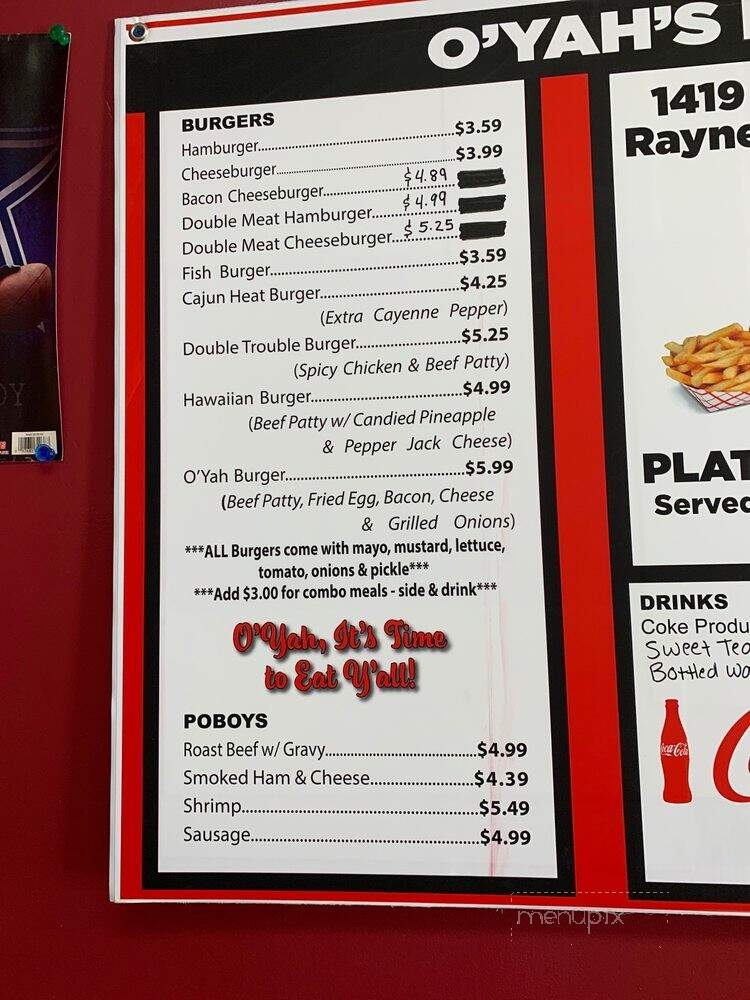 O'YAH'S
BURGERS
Hamburger....$3.59
Cheeseburger....$3.99
Bacon Cheeseburger....$4.89
Double Meat Hamburger....$4.99
Double Meat Cheeseburger....$5.25
Fish Burger....$3.59
Cajun Heat Burger....$4.25
(Extra Cayenne Pepper)
Double Trouble Burger....$5.25
(Spicy Chicken & Beef Patty)
Hawaiian Burger....$4.99
(Beef Patty w/ Candied Pineapple
& Pepper Jack Cheese)
O'Yah Burger....$5.99
(Beef Patty, Fried Egg, Bacon, Cheese
& Grilled Onions)
***ALL Burgers come with mayo, mustard, lettuce,
tomato, onions & pickle***
***Add $3.00 for combo meals - side & drink***
O'Yah, It's Time
to Eat Y'all!
POBOYS
Roast Beef w/ Gravy....$4.99
Smoked Ham & Cheese....$4.39
Shrimp....$5.49
Sausage....$4.99
1419
Rayne
PLAT
Served
DRINKS
Coke Produ
Sweet Tea
Bottled Wa
Coca-Cola
menupix